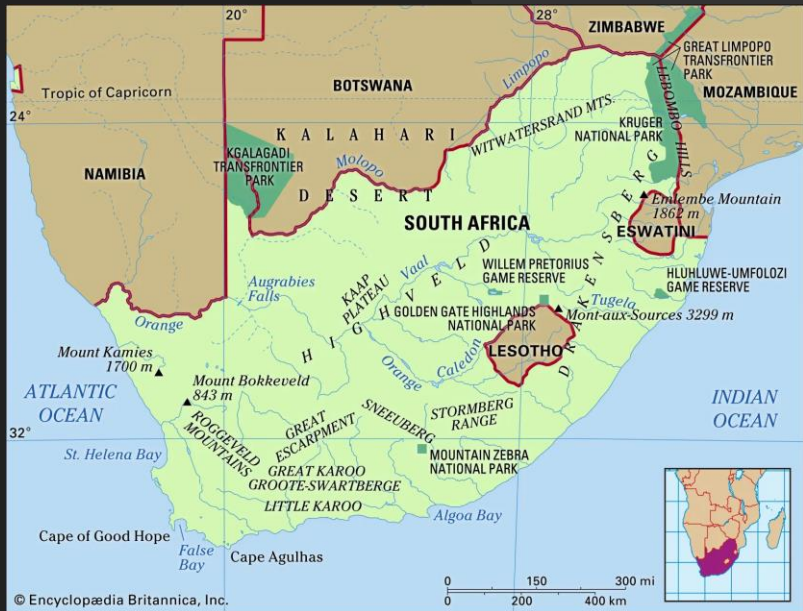 20°
28°
ZIMBABWE
GREAT LIMPOPO
TRANSFRONTIER
PARK
BOTSWANA
Limpopo
LEBOMBO HILLS
MOZAMBIQUE
Tropic of Capricorn
24°
WITWATERSRAND MTS.
KRUGER
NATIONAL PARK
KALAHARI
DESERT
KGALAGADI
TRANSFRONTIER
PARK
Molopo
NAMIBIA
Emlembe Mountain
1862 m
ESWATINI
SOUTH AFRICA
DRAKENSBERG
Vaal
WILLEM PRETORIUS
GAME RESERVE
HLUHLUWE-UMFOLOZI
GAME RESERVE
Augrabies
Falls
KAAP
PLATEAU
HIGHVELD
Tugela
GOLDEN GATE HIGHLANDS
NATIONAL PARK
Mont-aux-Sources 3299 m
Orange
Mount Kamies
1700 m
Caledon
LESOTHO
Orange
Mount Bokkeveld
843 m
ATLANTIC
OCEAN
INDIAN
OCEAN
ROGGEVELD
MOUNTAINS
GREAT
ESCARPMENT
SNEEUBERG
STORMBERG
RANGE
32°
St. Helena Bay
MOUNTAIN ZEBRA
NATIONAL PARK
GREAT KAROO
GROOTE-SWARTBERGE
LITTLE KAROO
Algoa Bay
Cape of Good Hope
False
Bay
Cape Agulhas
0 150 300 mi
0 200 400 km
© Encyclopædia Britannica, Inc.